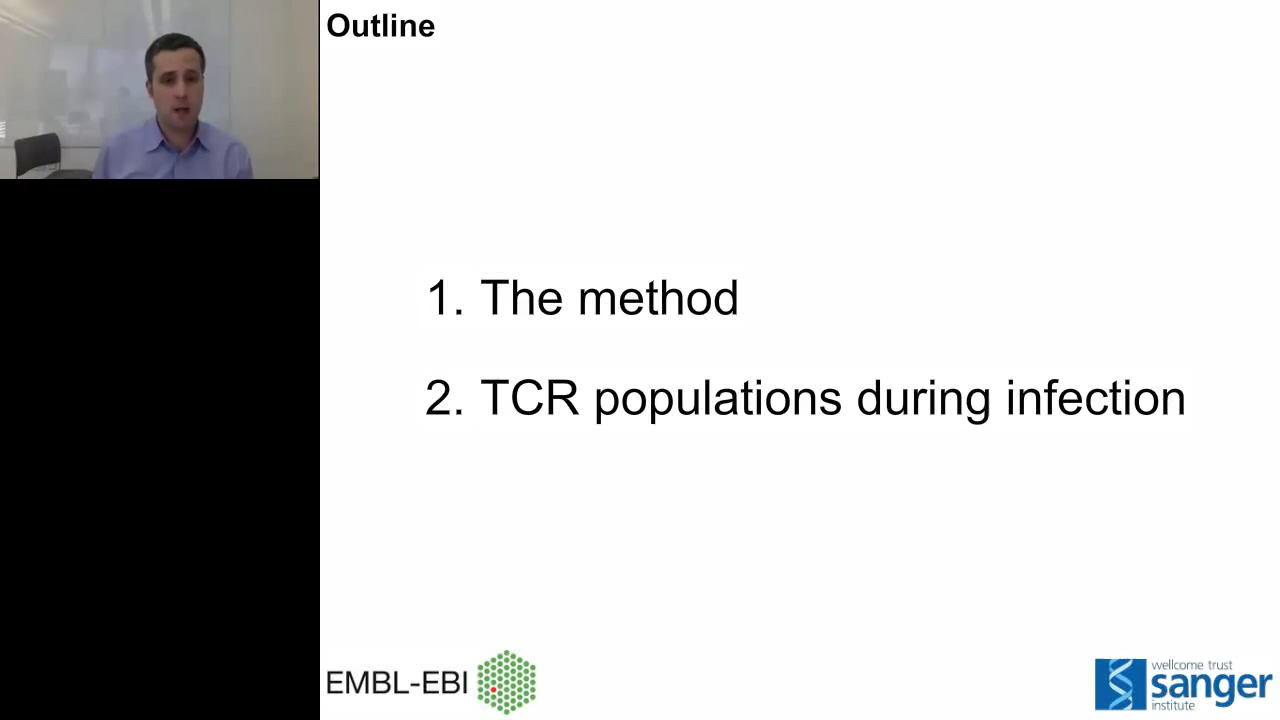 Outline
1. The method
2. TCR populations during infection
EMBL-EBI
wellcome trust
sanger
institute